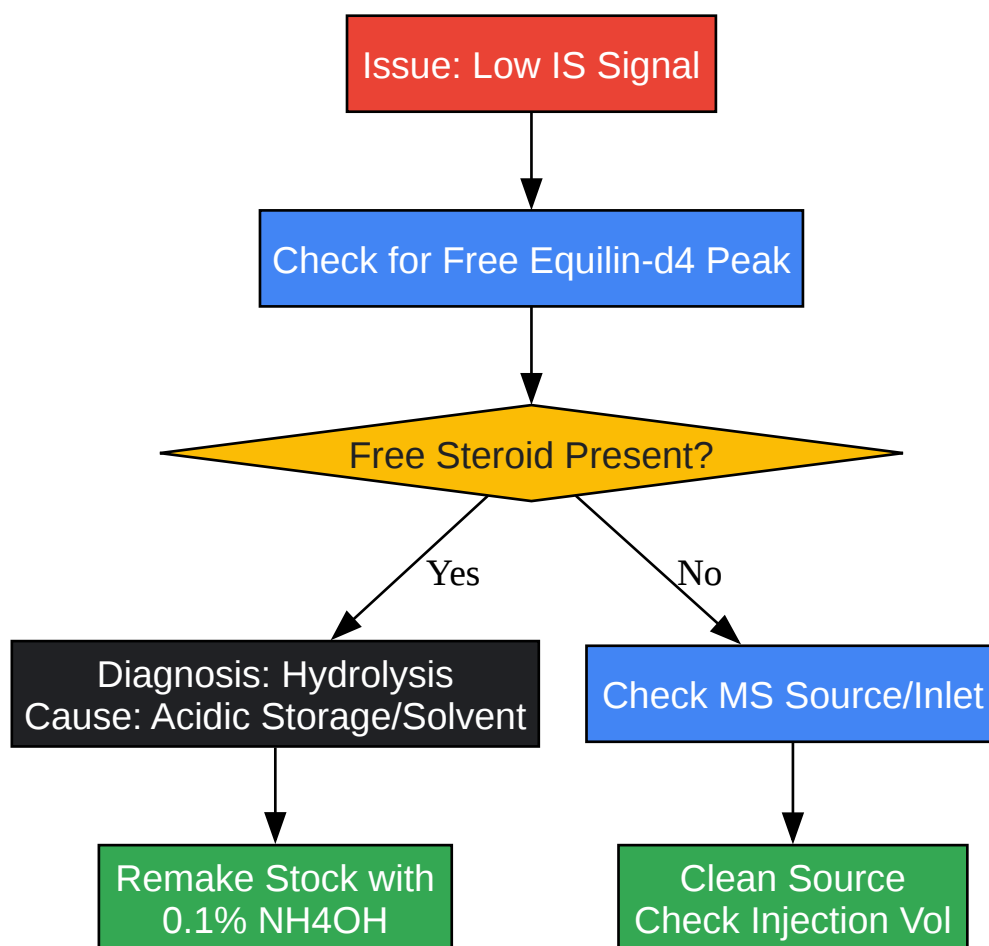 Issue: Low IS Signal
Check for Free Equilin-d4 Peak
Free Steroid Present?
Yes
No
Diagnosis: Hydrolysis
Cause: Acidic Storage/Solvent
Check MS Source/Inlet
Remake Stock with
0.1% NH4OH
Clean Source
Check Injection Vol